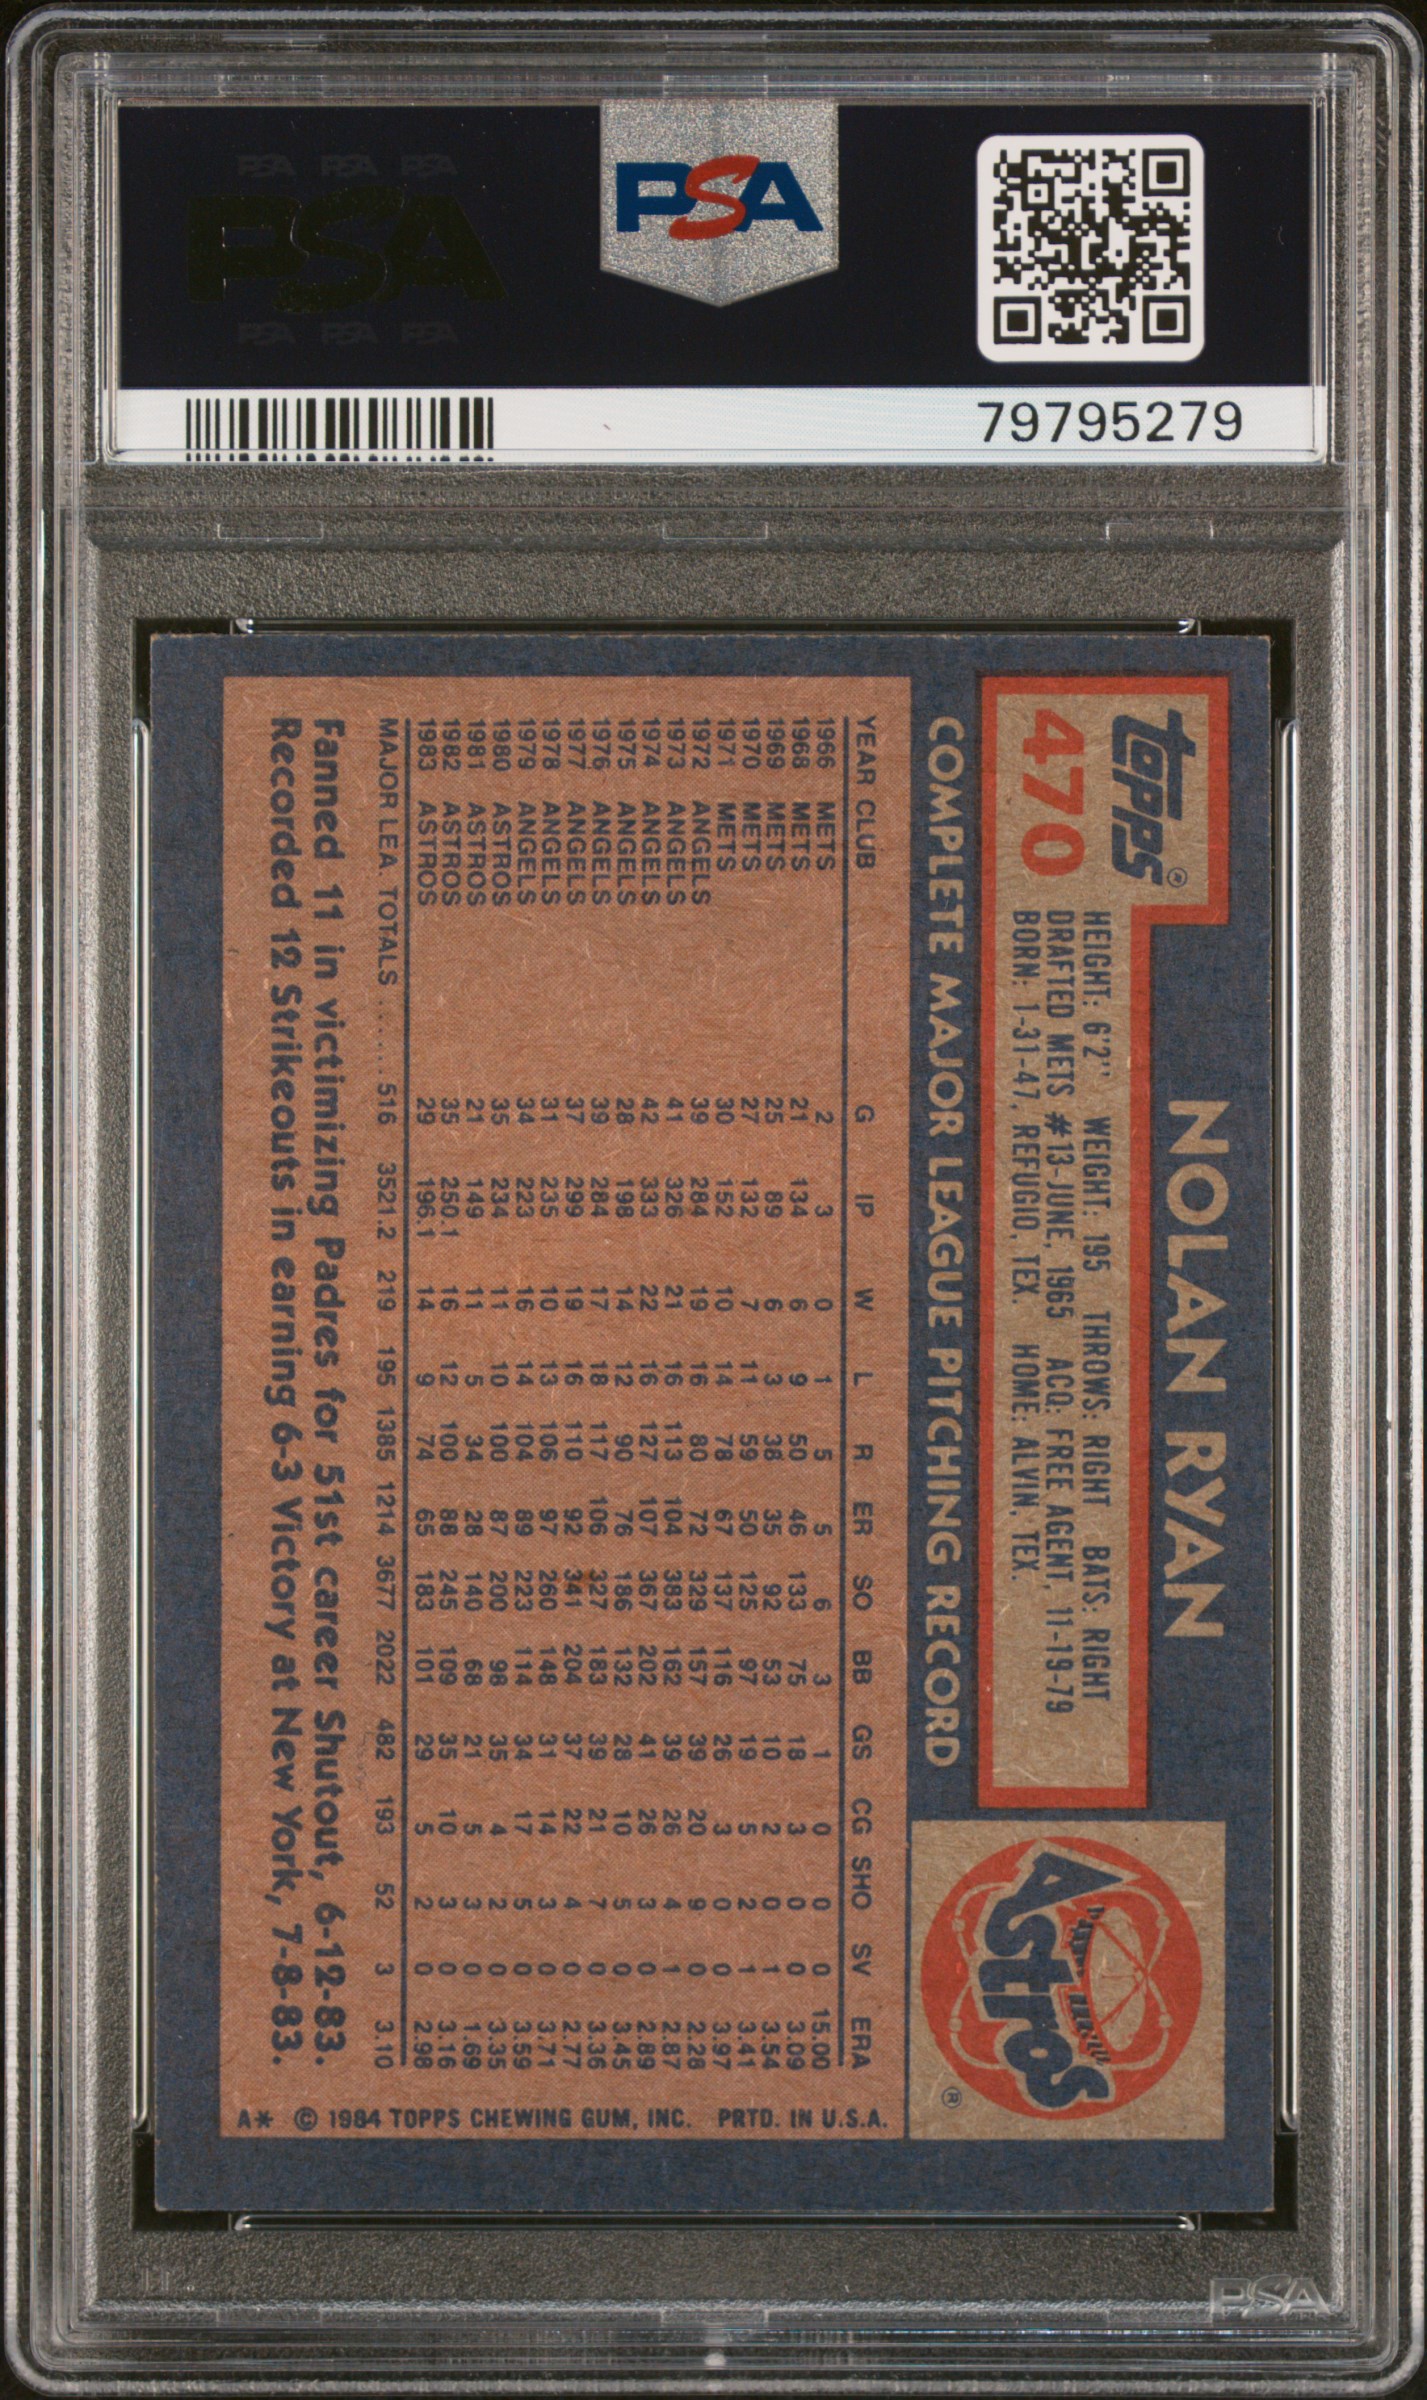 PSA PSA PSA
PSA
PSA PSA PSA
PSA
79795279
topps®
470
NOLAN RYAN
HEIGHT: 6'2" WEIGHT: 195 THROWS: RIGHT BATS: RIGHT
DRAFTED METS #13-JUNE, 1965 ACQ: FREE AGENT, 11-19-79
BORN: 1-31-47, REFUGIO, TEX. HOME: ALVIN, TEX.
Astros
®
COMPLETE MAJOR LEAGUE PITCHING RECORD
YEAR CLUB G IP W L R ER SO BB GS CG SHO SV ERA
1966 METS 2 3 0 1 5 5 6 3 1 0 0 0 15.00
1968 METS 21 134 6 9 50 46 133 75 18 3 0 0 3.09
1969 METS 25 89 6 3 38 35 92 53 10 2 0 1 3.54
1970 METS 27 132 7 11 59 50 125 97 19 5 2 1 3.41
1971 METS 30 152 10 14 78 67 137 116 26 3 0 0 3.97
1972 ANGELS 39 284 19 16 80 72 329 157 39 20 9 0 2.28
1973 ANGELS 41 326 21 16 113 104 383 162 39 26 4 1 2.87
1974 ANGELS 42 333 22 16 127 107 367 202 41 26 3 0 2.89
1975 ANGELS 28 198 14 12 90 76 186 132 28 10 5 0 3.45
1976 ANGELS 39 284 17 18 117 106 327 183 39 21 7 0 3.36
1977 ANGELS 37 299 19 16 110 92 341 204 37 22 4 0 2.77
1978 ANGELS 31 235 10 13 106 97 260 148 31 14 3 0 3.71
1979 ANGELS 34 223 16 14 104 89 223 114 34 17 5 0 3.59
1980 ASTROS 35 234 11 10 100 87 200 98 35 4 2 0 3.35
1981 ASTROS 21 149 11 5 34 28 140 68 21 5 3 0 1.69
1982 ASTROS 35 250.1 16 12 100 88 245 109 35 10 3 0 3.16
1983 ASTROS 29 196.1 14 9 74 65 183 101 29 5 2 0 2.98
MAJOR LEA. TOTALS ...... 516 3521.2 219 195 1385 1214 3677 2022 482 193 52 3 3.10
Fanned 11 in victimizing Padres for 51st career Shutout, 6-12-83.
Recorded 12 Strikeouts in earning 6-3 Victory at New York, 7-8-83.
A* © 1984 TOPPS CHEWING GUM, INC. PRTD. IN U.S.A.
PSA